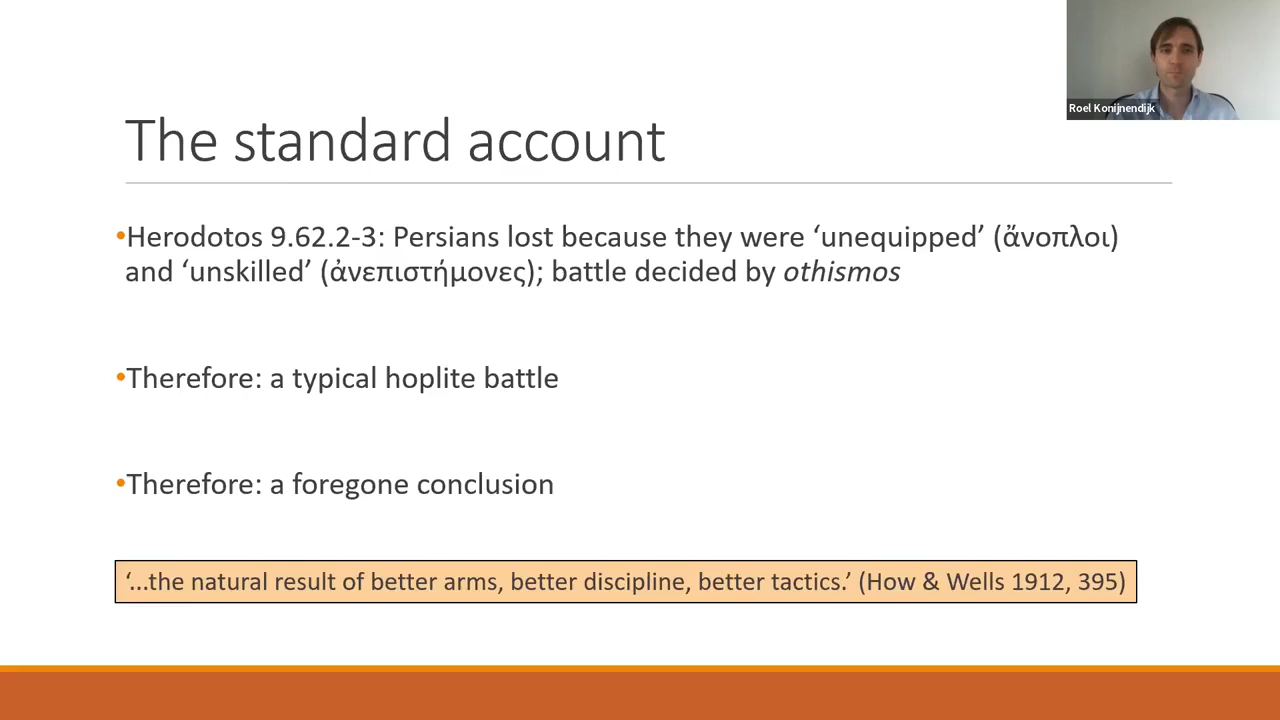 Roel Konijnendijk
The standard account
•Herodotos 9.62.2-3: Persians lost because they were ‘unequipped’ (ἄνοπλοι)
and ‘unskilled’ (ἀνεπιστήμονες); battle decided by othismos
•Therefore: a typical hoplite battle
•Therefore: a foregone conclusion
‘...the natural result of better arms, better discipline, better tactics.’ (How & Wells 1912, 395)